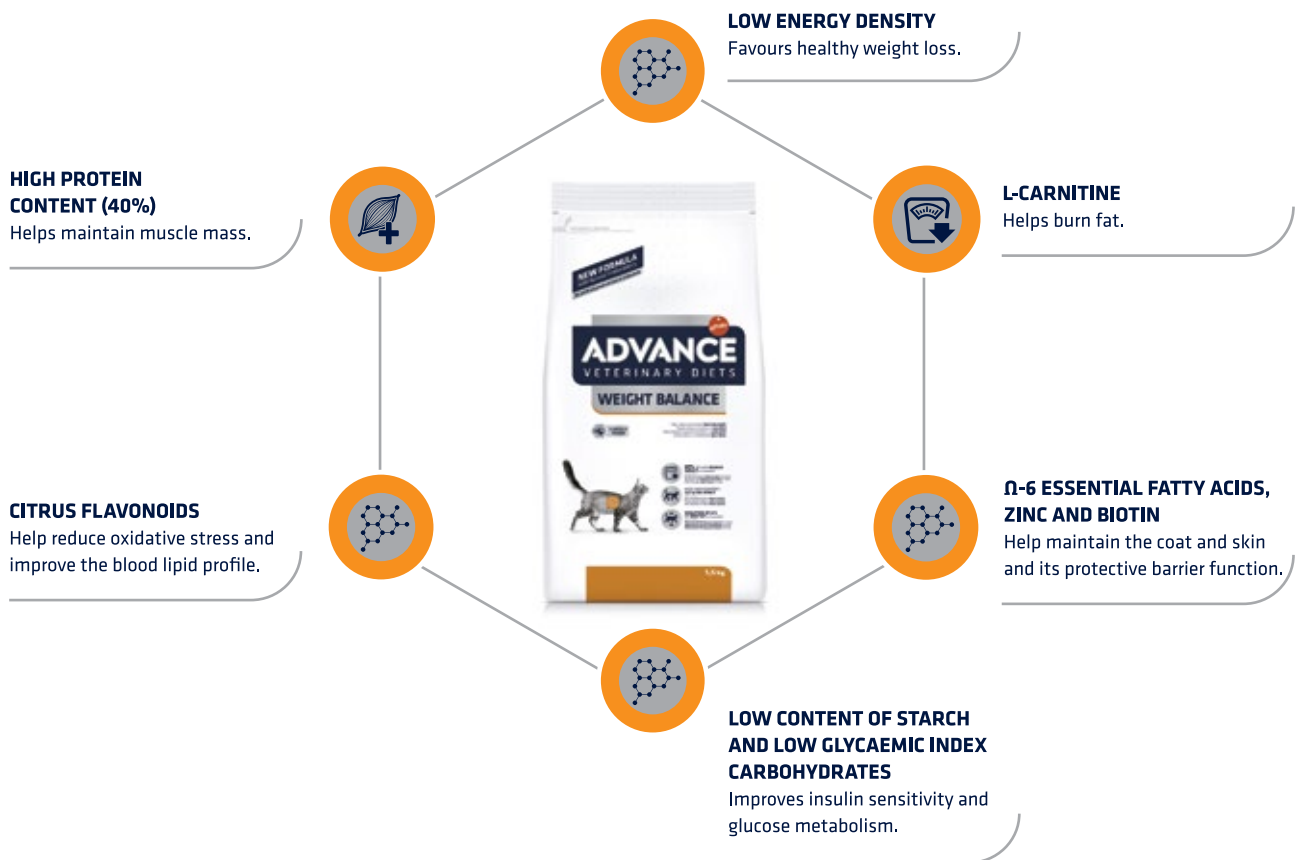 LOW ENERGY DENSITY
Favours healthy weight loss.
HIGH PROTEIN
CONTENT (40%)
Helps maintain muscle mass.
L-CARNITINE
Helps burn fat.
NEW FORMULA
ADVANCE
VETERINARY DIETS
WEIGHT BALANCE
CITRUS FLAVONOIDS
Help reduce oxidative stress and
improve the blood lipid profile.
Ω-6 ESSENTIAL FATTY ACIDS,
ZINC AND BIOTIN
Help maintain the coat and skin
and its protective barrier function.
1,5 kg
LOW CONTENT OF STARCH
AND LOW GLYCAEMIC INDEX
CARBOHYDRATES
Improves insulin sensitivity and
glucose metabolism.